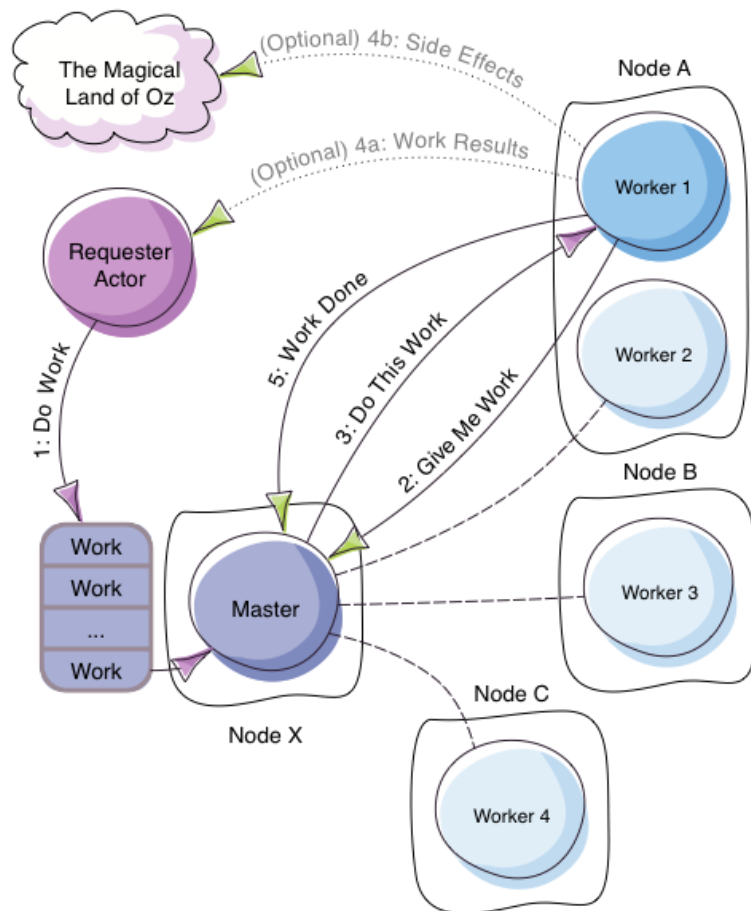 (Optional) 4b: Side Effects
The Magical
Land of Oz
Node A
(Optional) 4a: Work Results
Worker 1
Requester
Actor
5: Work Done
3: Do This Work
2: Give Me Work
Worker 2
1: Do Work
Node B
Work
Work
...
Work
Master
Worker 3
Node X
Node C
Worker 4